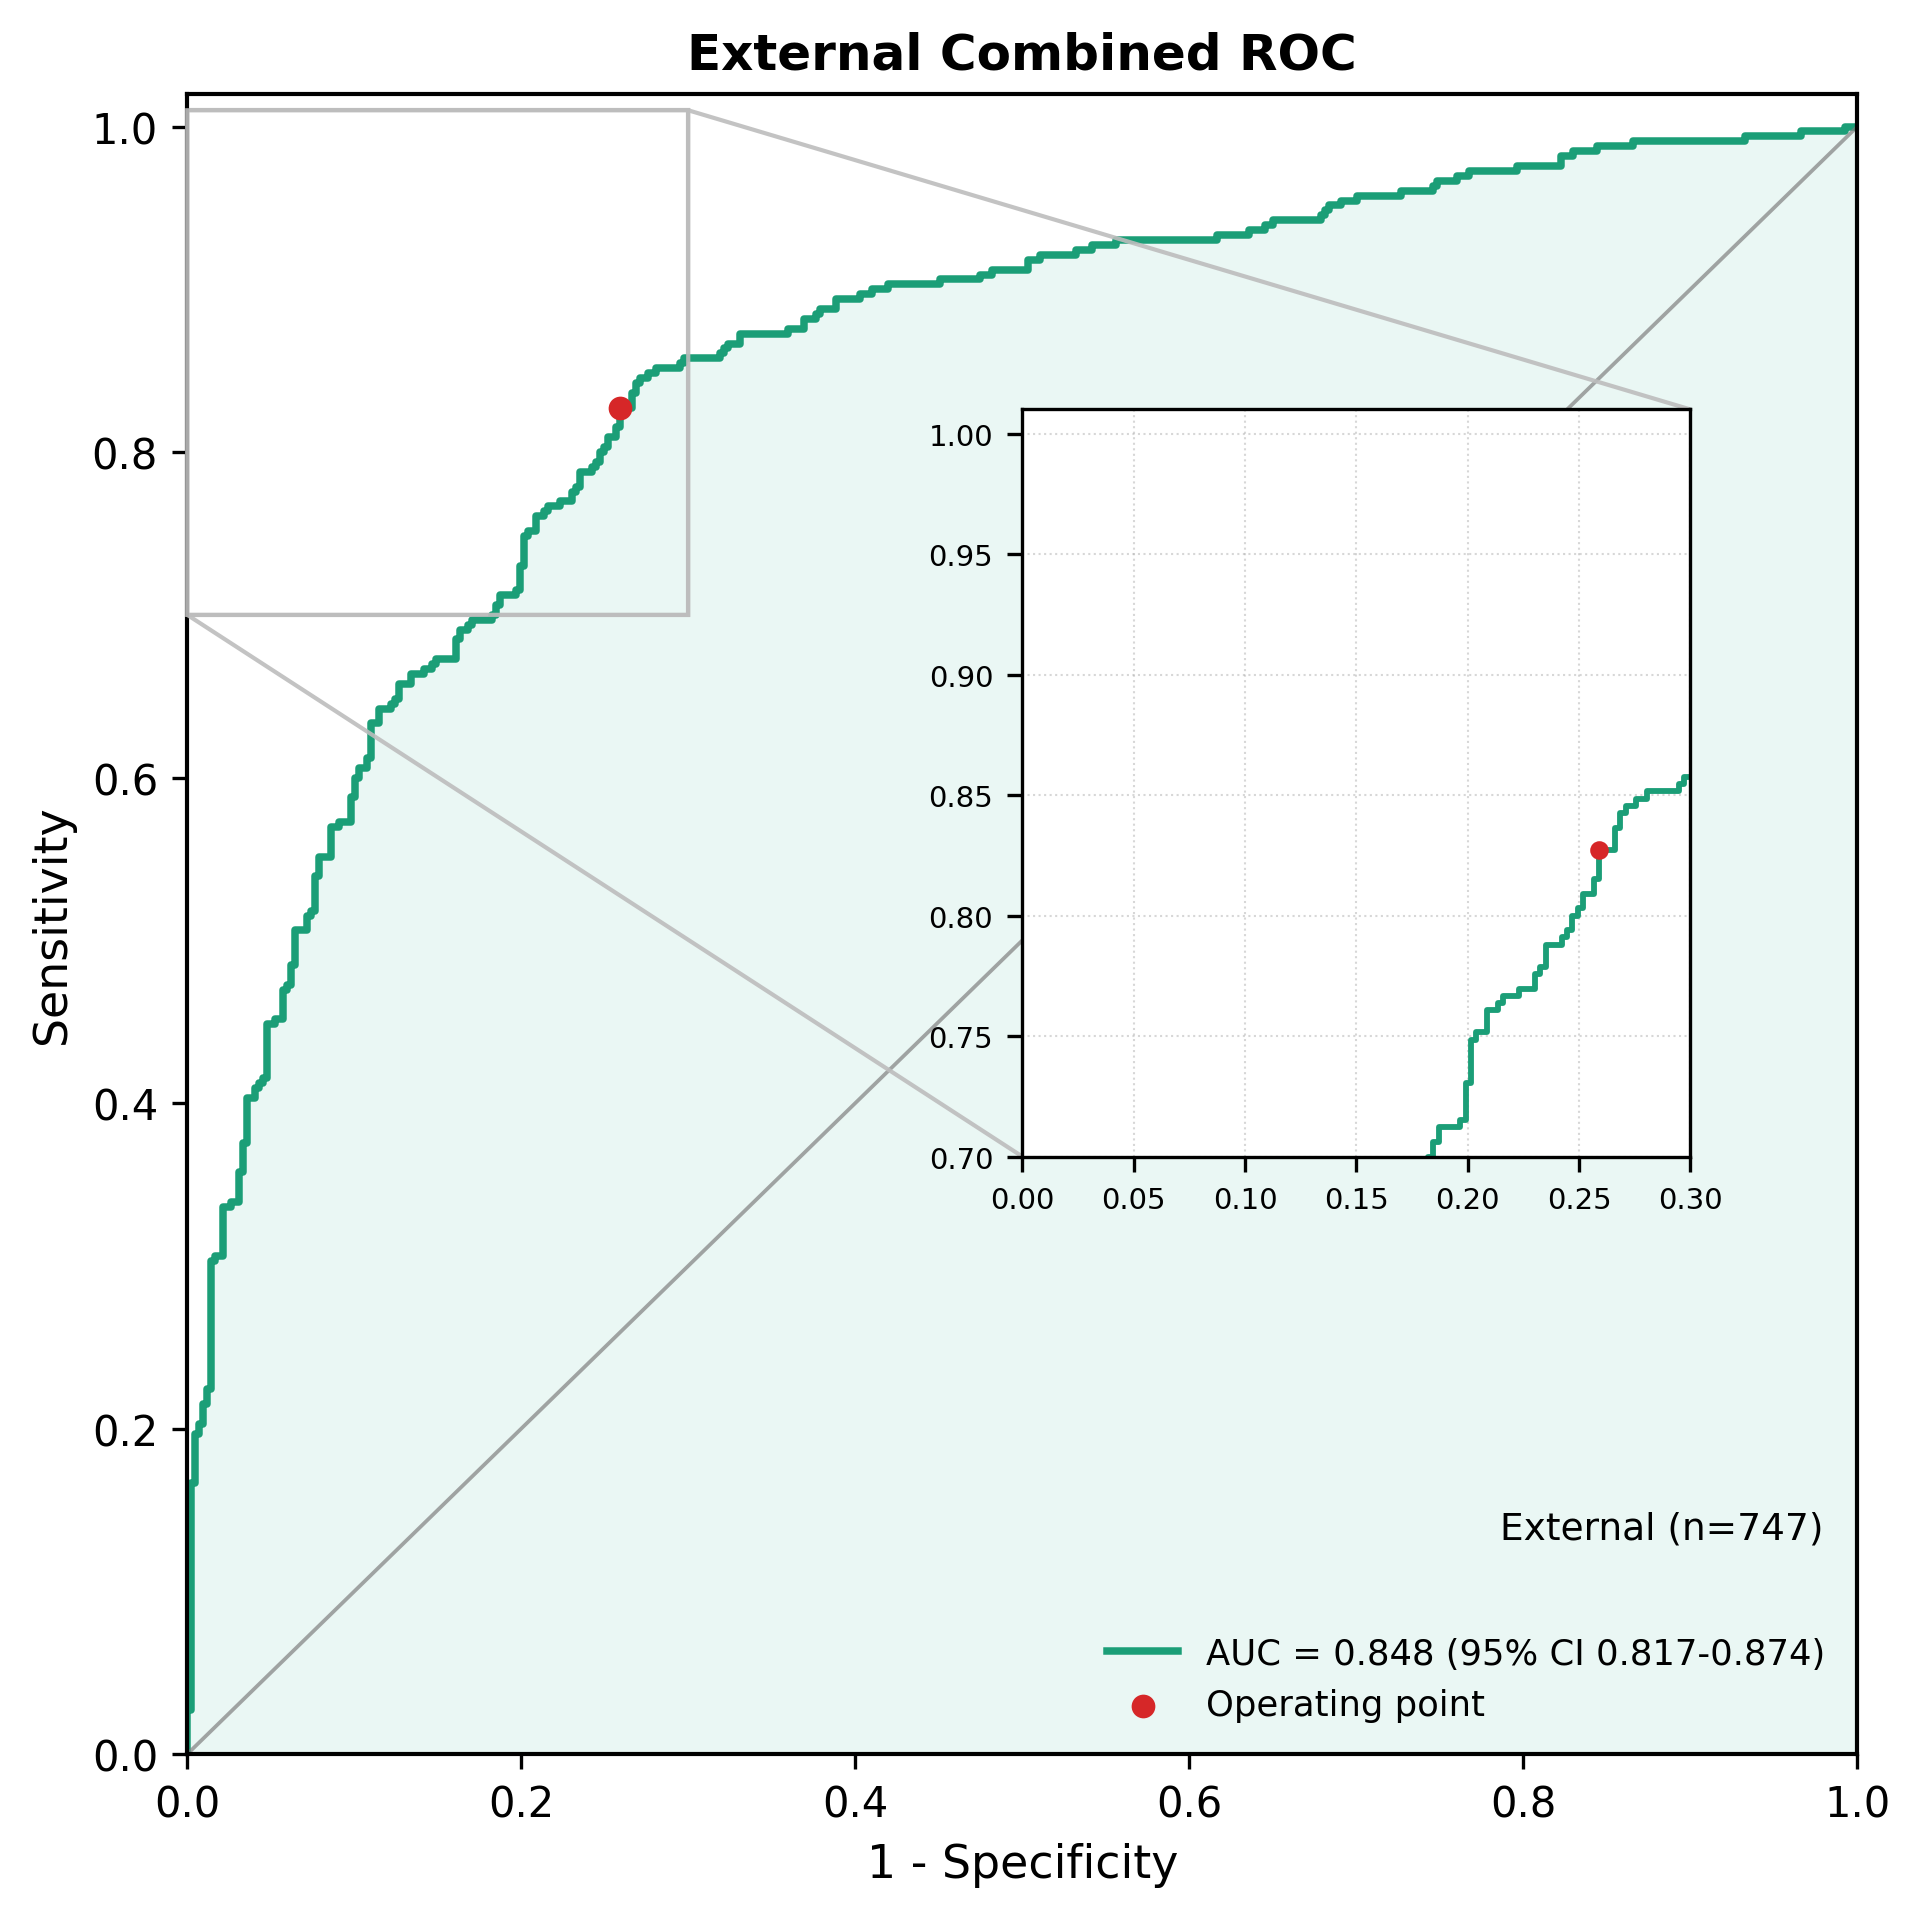 External Combined ROC
Sensitivity
1.0
0.8
0.6
0.4
0.2
0.0
1.00
0.95
0.90
0.85
0.80
0.75
0.70
0.00 0.05 0.10 0.15 0.20 0.25 0.30
External (n=747)
AUC = 0.848 (95% CI 0.817-0.874)
Operating point
0.0 0.2 0.4 0.6 0.8 1.0
1 - Specificity